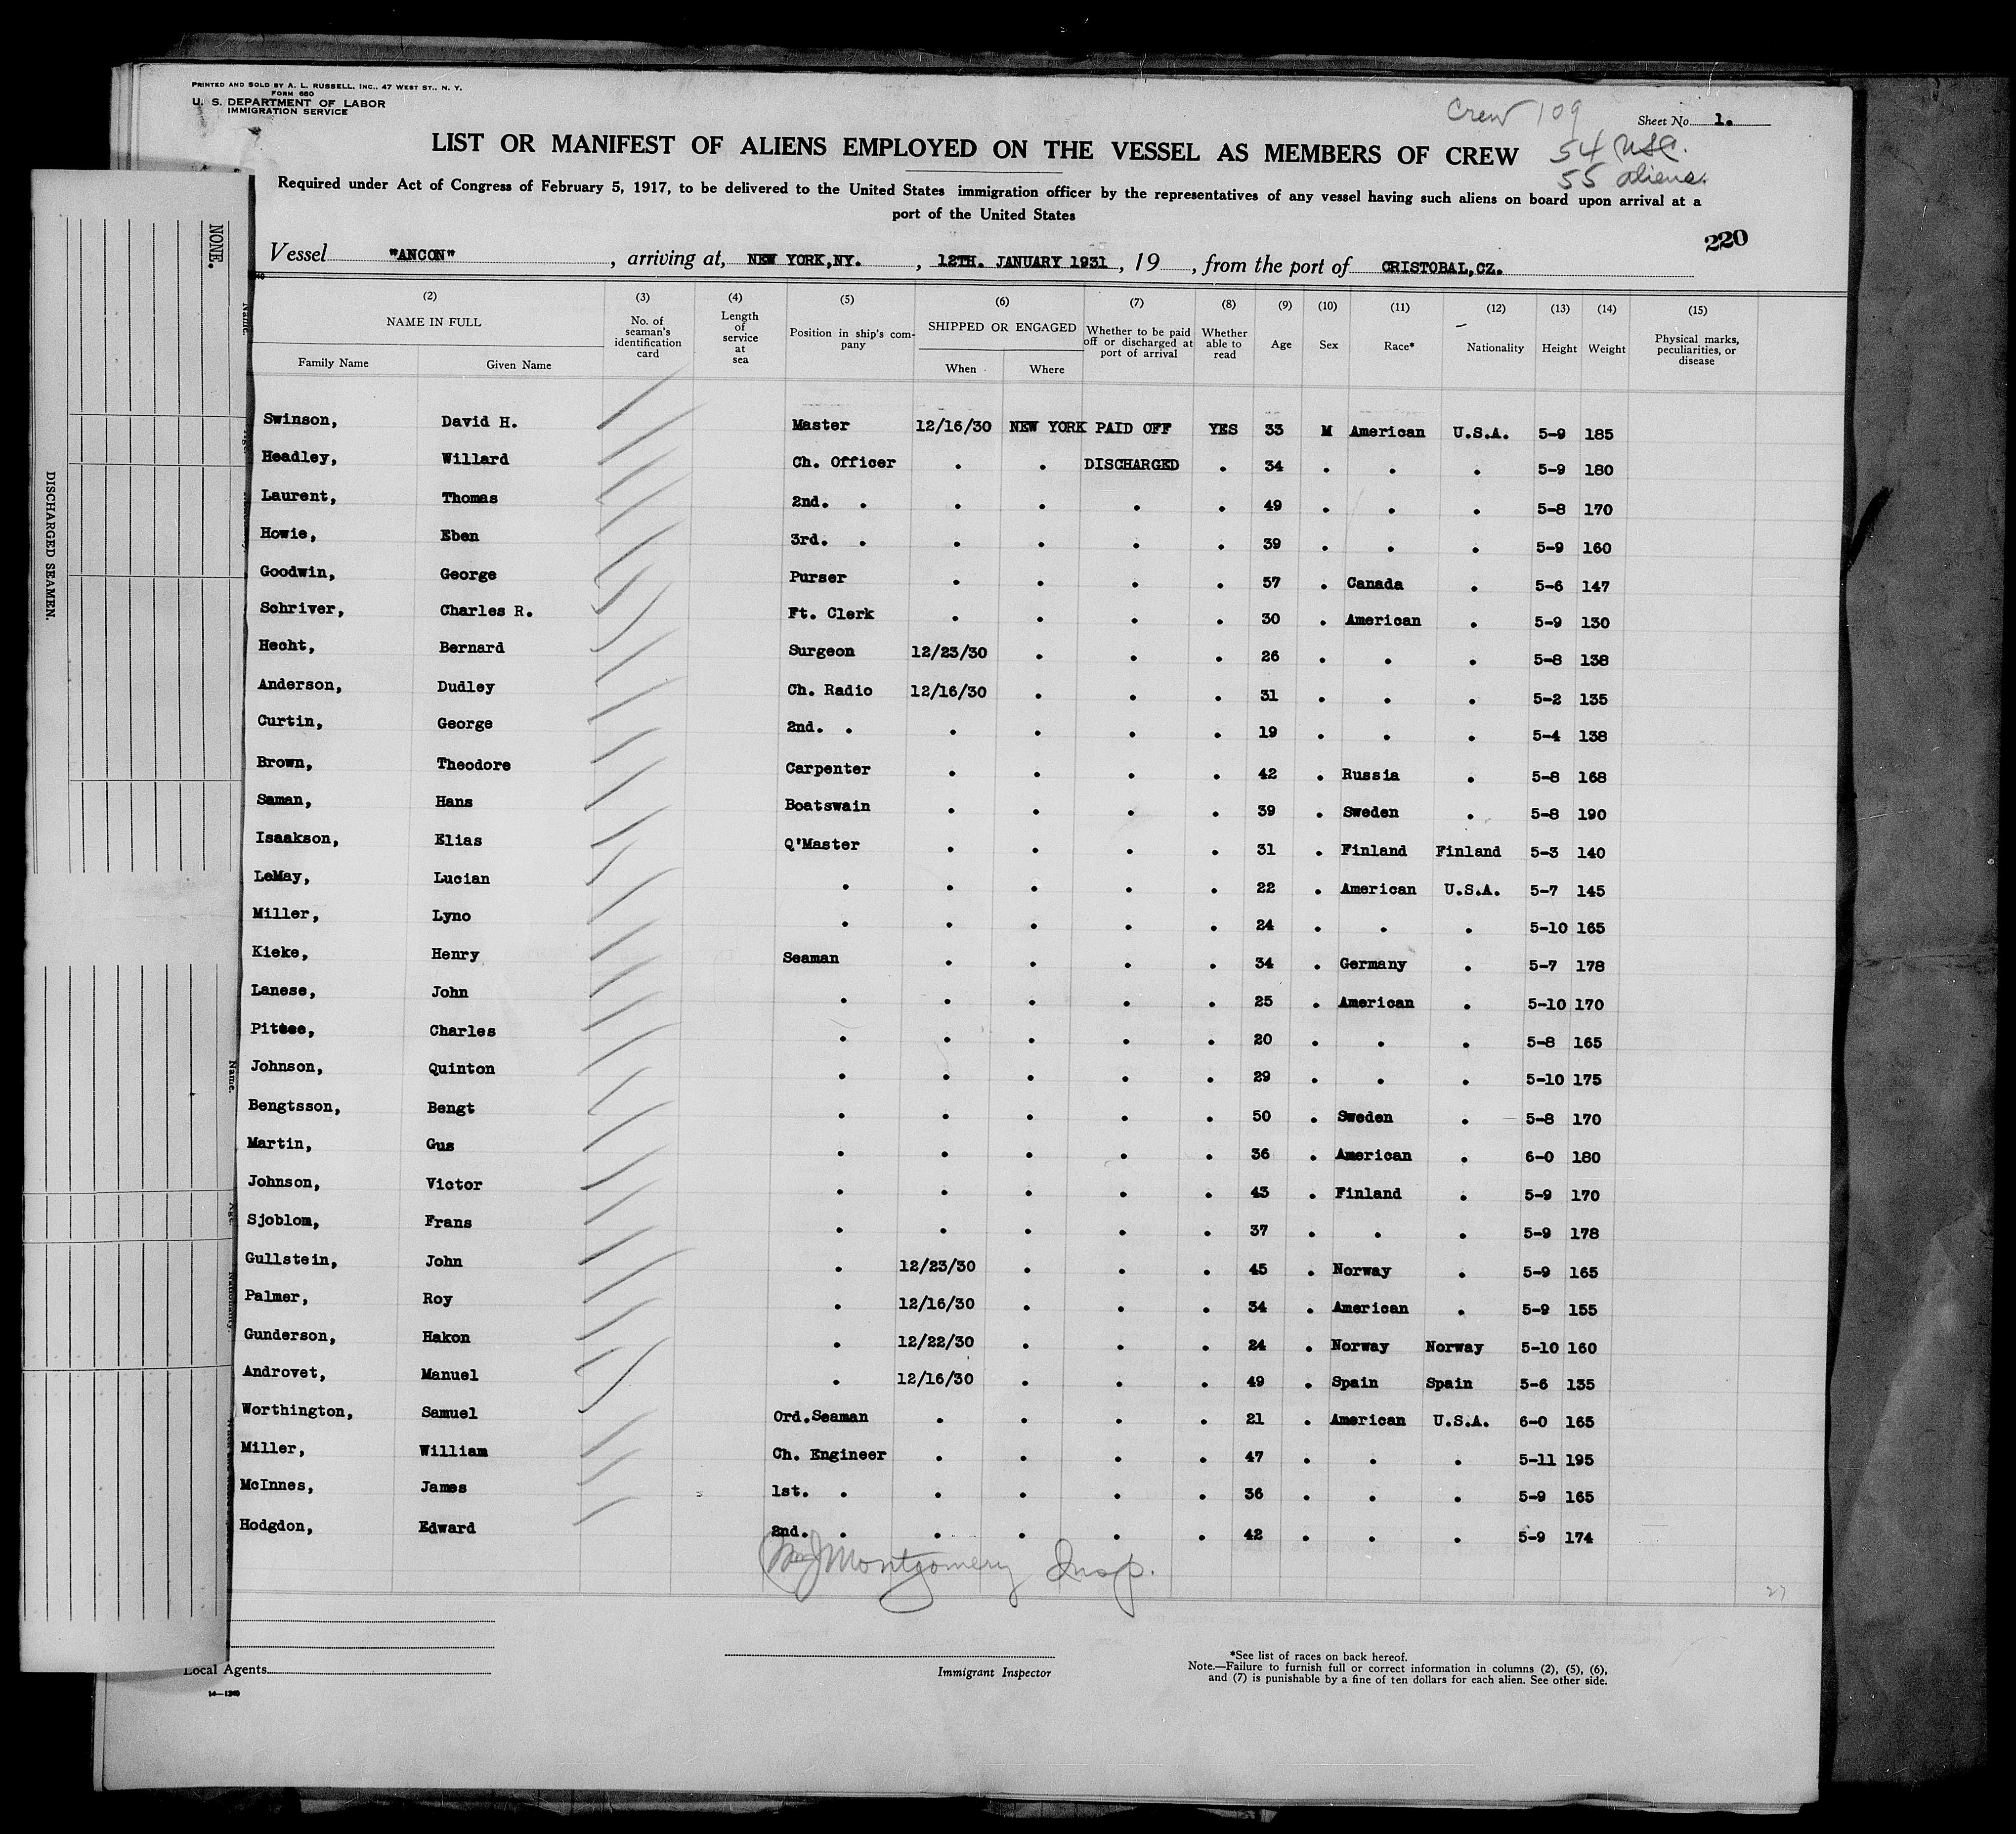 PRINTED AND SOLD BY A. L. RUSSELL, INC., 47 WEST ST., N. Y.
FORM 680
U. S. DEPARTMENT OF LABOR
IMMIGRATION SERVICE
Crew 109
Sheet No. 1.
LIST OR MANIFEST OF ALIENS EMPLOYED ON THE VESSEL AS MEMBERS OF CREW
54 USC.
55 aliens.
Required under Act of Congress of February 5, 1917, to be delivered to the United States immigration officer by the representatives of any vessel having such aliens on board upon arrival at a
port of the United States
220
Vessel "ANCON", arriving at, NEW YORK,NY., 12TH. JANUARY 1931, 19, from the port of CRISTOBAL,CZ.
(2) (3) (4) (5) (6) (7) (8) (9) (10) (11) (12) (13) (14) (15)
NAME IN FULL No. of seaman's identification card Length of service at sea Position in ship's company SHIPPED OR ENGAGED Whether to be paid off or discharged at port of arrival Whether able to read Age Sex Race* Nationality Height Weight Physical marks, peculiarities, or disease
Family Name Given Name When Where
Swinson, David H. Master 12/16/30 NEW YORK PAID OFF YES 33 M American U.S.A. 5-9 185
Headley, Willard Ch. Officer . . DISCHARGED . 34 . . . 5-9 180
Laurent, Thomas 2nd. . . . . . 49 . . . 5-8 170
Howie, Eben 3rd. . . . . . 39 . . . 5-9 160
Goodwin, George Purser . . . . 57 . Canada . 5-6 147
Schriver, Charles R. Ft. Clerk . . . . 30 . American . 5-9 130
Hecht, Bernard Surgeon 12/23/30 . . . 26 . . . 5-8 138
Anderson, Dudley Ch. Radio 12/16/30 . . . 31 . . . 5-2 135
Curtin, George 2nd. . . . . . 19 . . . 5-4 138
Brown, Theodore Carpenter . . . . 42 . Russia . 5-8 168
Saman, Hans Boatswain . . . . 39 . Sweden . 5-8 190
Isaakson, Elias Q'Master . . . . 31 . Finland Finland 5-3 140
LeMay, Lucian . . . . . 22 . American U.S.A. 5-7 145
Miller, Lyno . . . . . 24 . . . 5-10 165
Kieke, Henry Seaman . . . . 34 . Germany . 5-7 178
Lanese, John . . . . . 25 . American . 5-10 170
Pittee, Charles . . . . . 20 . . . 5-8 165
Johnson, Quinton . . . . . 29 . . . 5-10 175
Bengtsson, Bengt . . . . . 50 . Sweden . 5-8 170
Martin, Gus . . . . . 36 . American . 6-0 180
Johnson, Victor . . . . . 43 . Finland . 5-9 170
Sjoblom, Frans . . . . . 37 . . . 5-9 178
Gullstein, John . 12/23/30 . . . 45 . Norway . 5-9 165
Palmer, Roy . 12/16/30 . . . 34 . American . 5-9 155
Gunderson, Hakon . 12/22/30 . . . 24 . Norway Norway 5-10 160
Androvet, Manuel . 12/16/30 . . . 49 . Spain Spain 5-6 135
Worthington, Samuel Ord.Seaman . . . . 21 . American U.S.A. 6-0 165
Miller, William Ch. Engineer . . . . 47 . . . 5-11 195
McInnes, James 1st. . . . . . 36 . . . 5-9 165
Hodgdon, Edward 2nd. . . . . . 42 . . . 5-9 174
Wm J Montgomery Insp.
27
Local Agents
Immigrant Inspector
*See list of races on back hereof.
Note.—Failure to furnish full or correct information in columns (2), (5), (6),
and (7) is punishable by a fine of ten dollars for each alien. See other side.
14—1240
NONE.
DISCHARGED SEAMEN.
Name.
Name.
Age.
Nationality.